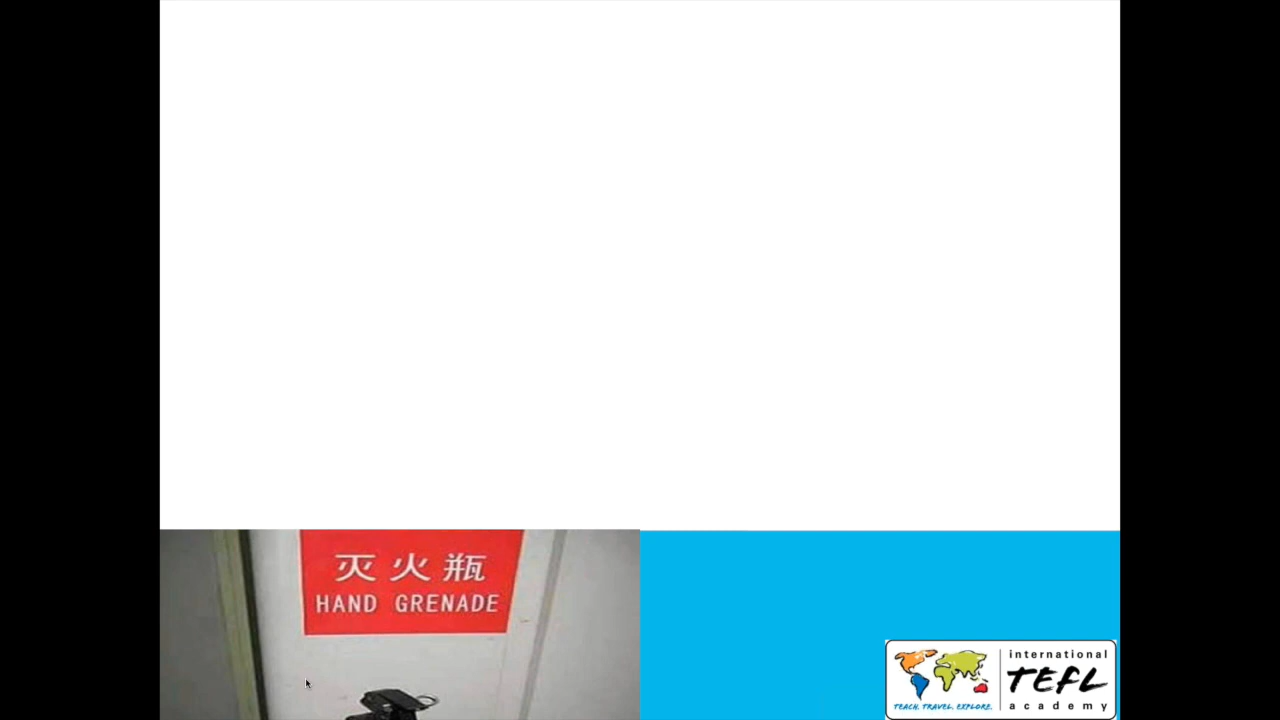 灭火瓶
HAND GRENADE
international
TEFL
academy
TEACH. TRAVEL. EXPLORE.